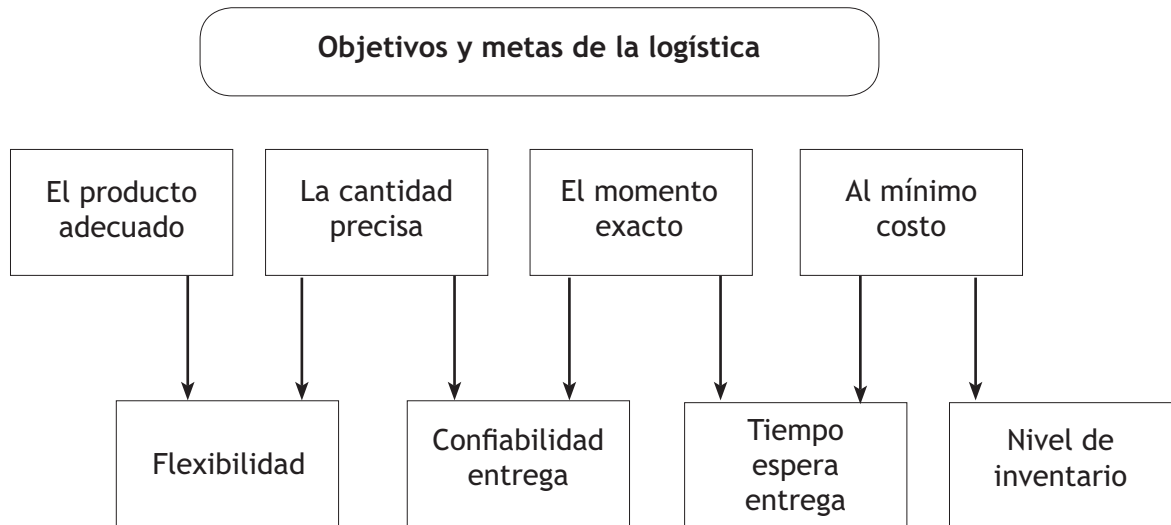 Objetivos y metas de la logística
El producto
adecuado
La cantidad
precisa
El momento
exacto
Al mínimo
costo
Flexibilidad
Confiabilidad
entrega
Tiempo
espera
entrega
Nivel de
inventario